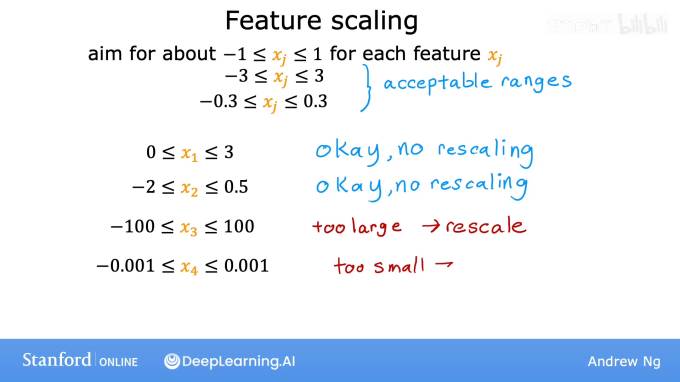 Feature scaling
bilibili
aim for about −1 ≤ xⱼ ≤ 1 for each feature xⱼ
−3 ≤ xⱼ ≤ 3
acceptable ranges
−0.3 ≤ xⱼ ≤ 0.3
0 ≤ x₁ ≤ 3 okay, no rescaling
−2 ≤ x₂ ≤ 0.5 okay, no rescaling
−100 ≤ x₃ ≤ 100 too large → rescale
−0.001 ≤ x₄ ≤ 0.001 too small →
Stanford ONLINE DeepLearning.AI Andrew Ng